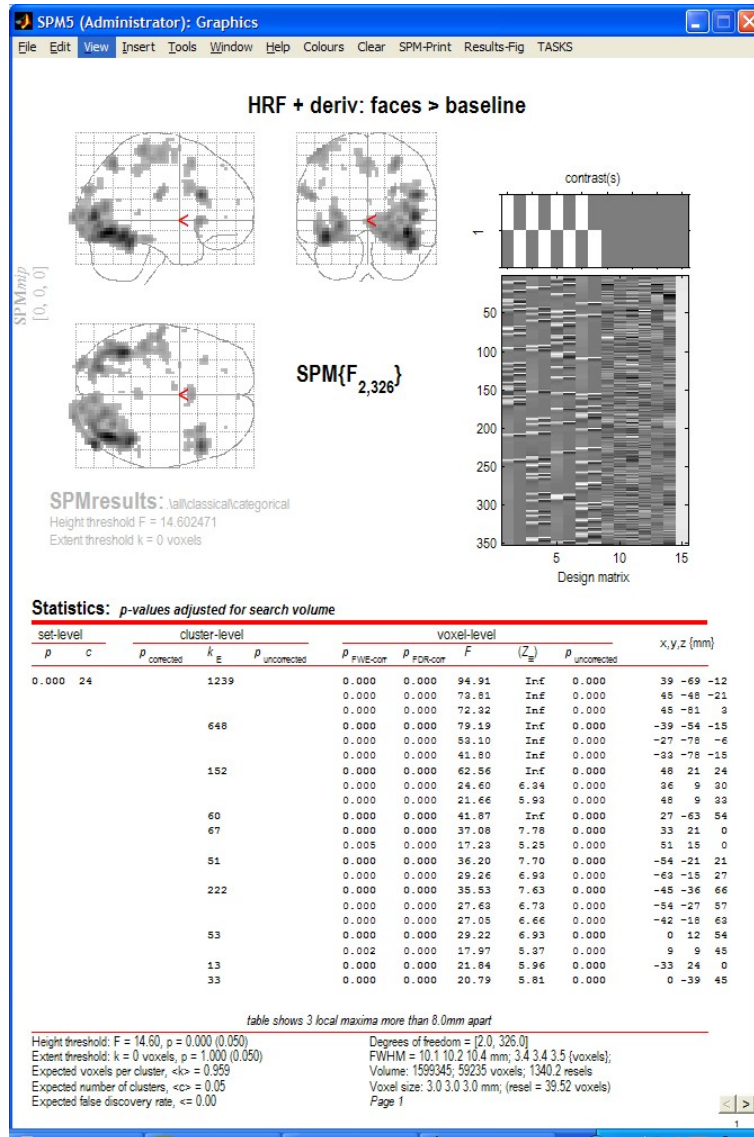 SPM5 (Administrator): Graphics
File Edit View Insert Tools Window Help Colours Clear SPM-Print Results-Fig TASKS
HRF + deriv: faces > baseline
SPMmip
[0, 0, 0]
<
<
<
SPM{F2,326}
contrast(s)
1
50
100
150
200
250
300
350
5 10 15
Design matrix
SPMresults: .\all\classical\categorical
Height threshold F = 14.602471
Extent threshold k = 0 voxels
Statistics: p-values adjusted for search volume
set-level cluster-level voxel-level x,y,z {mm}
p c p corrected k E p uncorrected p FWE-corr p FDR-corr F (Z≡) p uncorrected
0.000 24 1239 0.000 0.000 94.91 Inf 0.000 39 -69 -12
0.000 0.000 73.81 Inf 0.000 45 -48 -21
0.000 0.000 72.32 Inf 0.000 45 -81 3
648 0.000 0.000 79.19 Inf 0.000 -39 -54 -15
0.000 0.000 53.10 Inf 0.000 -27 -78 -6
0.000 0.000 41.80 Inf 0.000 -33 -78 -15
152 0.000 0.000 62.56 Inf 0.000 48 21 24
0.000 0.000 24.60 6.34 0.000 36 9 30
0.000 0.000 21.66 5.93 0.000 48 9 33
60 0.000 0.000 41.87 Inf 0.000 27 -63 54
67 0.000 0.000 37.08 7.78 0.000 33 21 0
0.005 0.000 17.23 5.25 0.000 51 15 0
51 0.000 0.000 36.20 7.70 0.000 -54 -21 21
0.000 0.000 29.26 6.93 0.000 -63 -15 27
222 0.000 0.000 35.53 7.63 0.000 -45 -36 66
0.000 0.000 27.63 6.73 0.000 -54 -27 57
0.000 0.000 27.05 6.66 0.000 -42 -18 63
53 0.000 0.000 29.22 6.93 0.000 0 12 54
0.002 0.000 17.97 5.37 0.000 9 9 45
13 0.000 0.000 21.84 5.96 0.000 -33 24 0
33 0.000 0.000 20.79 5.81 0.000 0 -39 45
table shows 3 local maxima more than 8.0mm apart
Height threshold: F = 14.60, p = 0.000 (0.050)
Extent threshold: k = 0 voxels, p = 1.000 (0.050)
Expected voxels per cluster, <k> = 0.959
Expected number of clusters, <c> = 0.05
Expected false discovery rate, <= 0.00
Degrees of freedom = [2.0, 326.0]
FWHM = 10.1 10.2 10.4 mm; 3.4 3.4 3.5 {voxels};
Volume: 1599345; 59235 voxels; 1340.2 resels
Voxel size: 3.0 3.0 3.0 mm; (resel = 39.52 voxels)
Page 1
< >
1